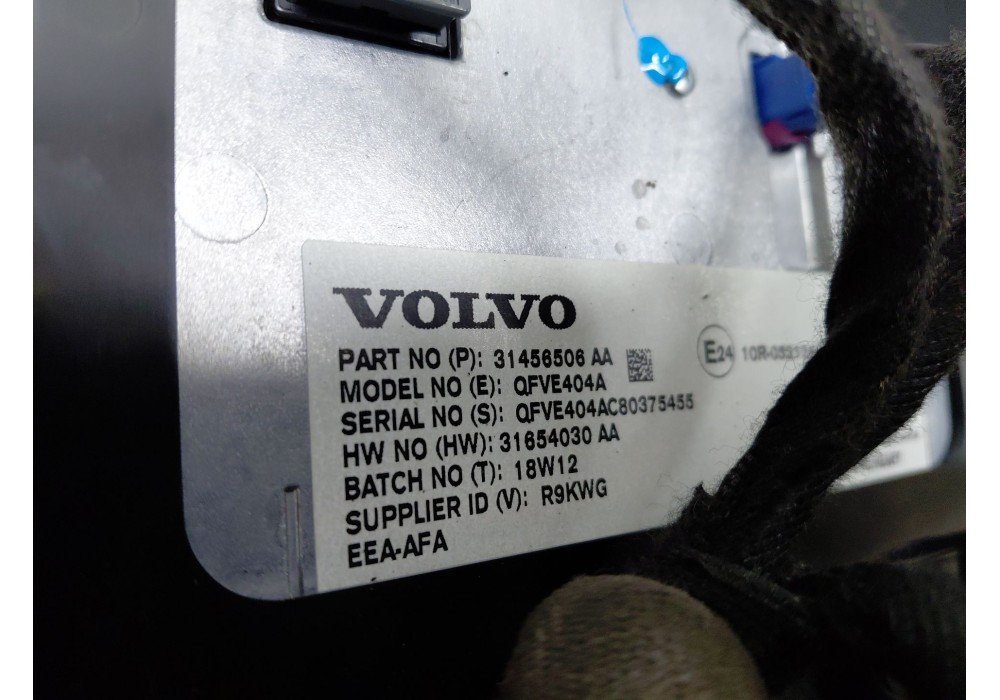 VOLVO
PART NO (P): 31456506 AA
MODEL NO (E): QFVE404A
SERIAL NO (S): QFVE404AC80375455
HW NO (HW): 31654030 AA
BATCH NO (T): 18W12
SUPPLIER ID (V): R9KWG
EEA-AFA
E24